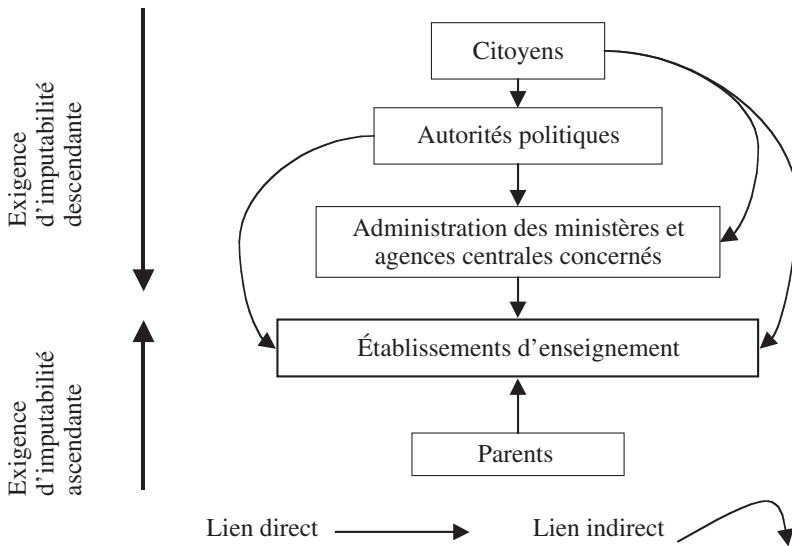 Citoyens
Autorités politiques
Administration des ministères et
agences centrales concernés
Établissements d'enseignement
Parents
Exigence
d'imputabilité
descendante
Exigence
d'imputabilité
ascendante
Lien direct
Lien indirect